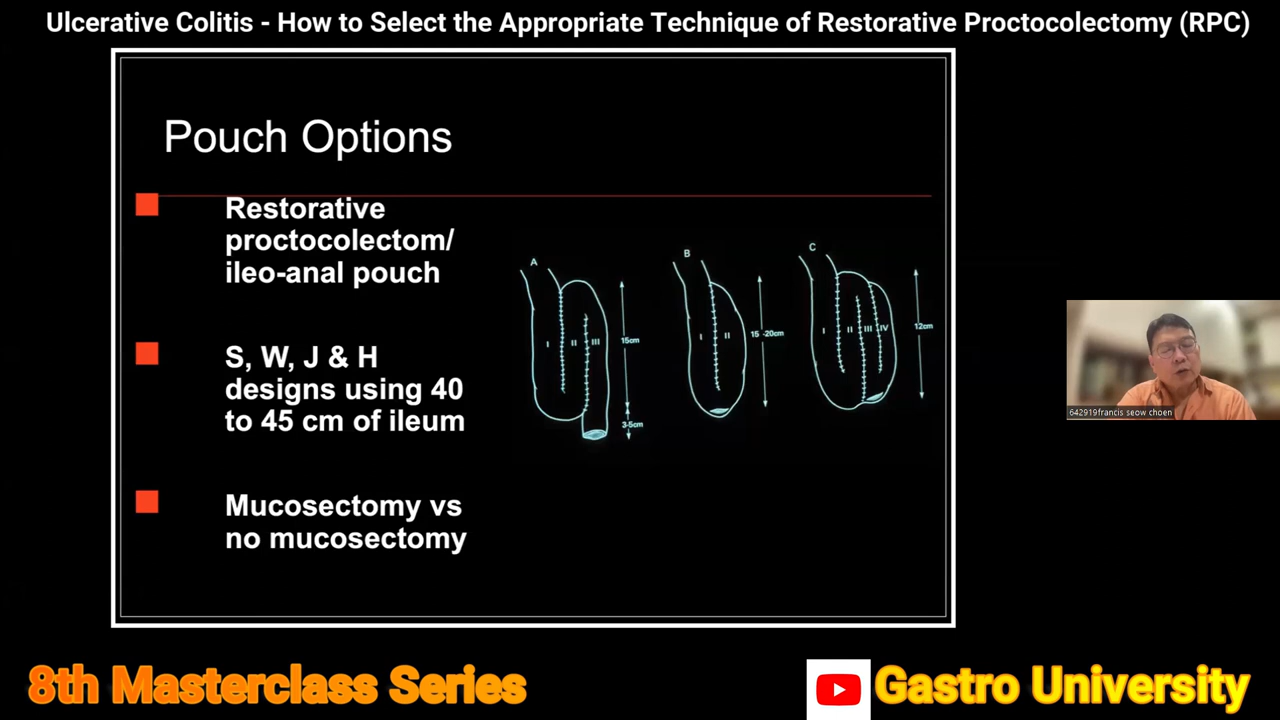 Ulcerative Colitis - How to Select the Appropriate Technique of Restorative Proctocolectomy (RPC)
Pouch Options
Restorative
proctocolectom/
ileo-anal pouch
S, W, J & H
designs using 40
to 45 cm of ileum
Mucosectomy vs
no mucosectomy
A
I
II
III
15cm
3-5cm
B
I
II
15 -20cm
C
I
II
III
IV
12cm
642919francis seow choen
8th Masterclass Series
Gastro University